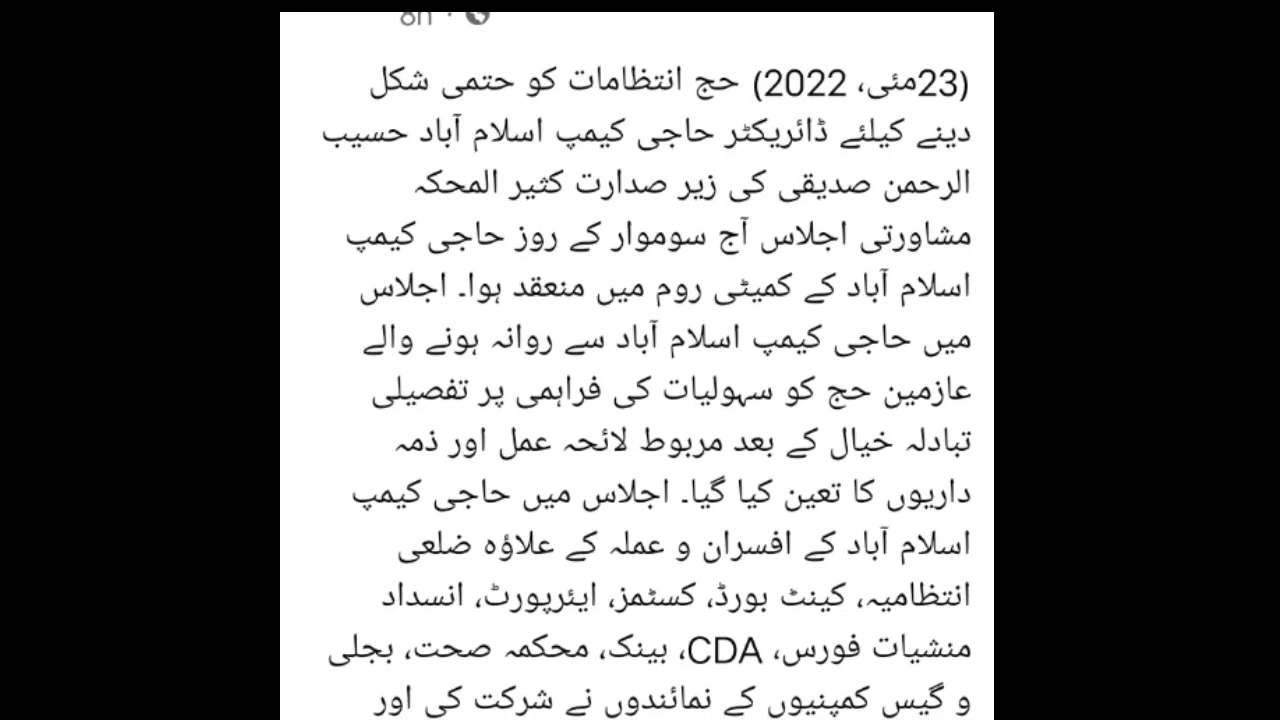 8h ·
(23مئی، 2022) حج انتظامات کو حتمی شکل
دینے کیلئے ڈائریکٹر حاجی کیمپ اسلام آباد حسیب
الرحمن صدیقی کی زیر صدارت کثیر المحکہ
مشاورتی اجلاس آج سوموار کے روز حاجی کیمپ
اسلام آباد کے کمیٹی روم میں منعقد ہوا۔ اجلاس
میں حاجی کیمپ اسلام آباد سے روانہ ہونے والے
عازمین حج کو سہولیات کی فراہمی پر تفصیلی
تبادلہ خیال کے بعد مربوط لائحہ عمل اور ذمہ
داریوں کا تعین کیا گیا۔ اجلاس میں حاجی کیمپ
اسلام آباد کے افسران و عملہ کے علاؤہ ضلعی
انتظامیہ، کینٹ بورڈ، کسٹمز، ایئرپورٹ، انسداد
منشیات فورس، CDA، بینک، محکمہ صحت، بجلی
و گیس کمپنیوں کے نمائندوں نے شرکت کی اور